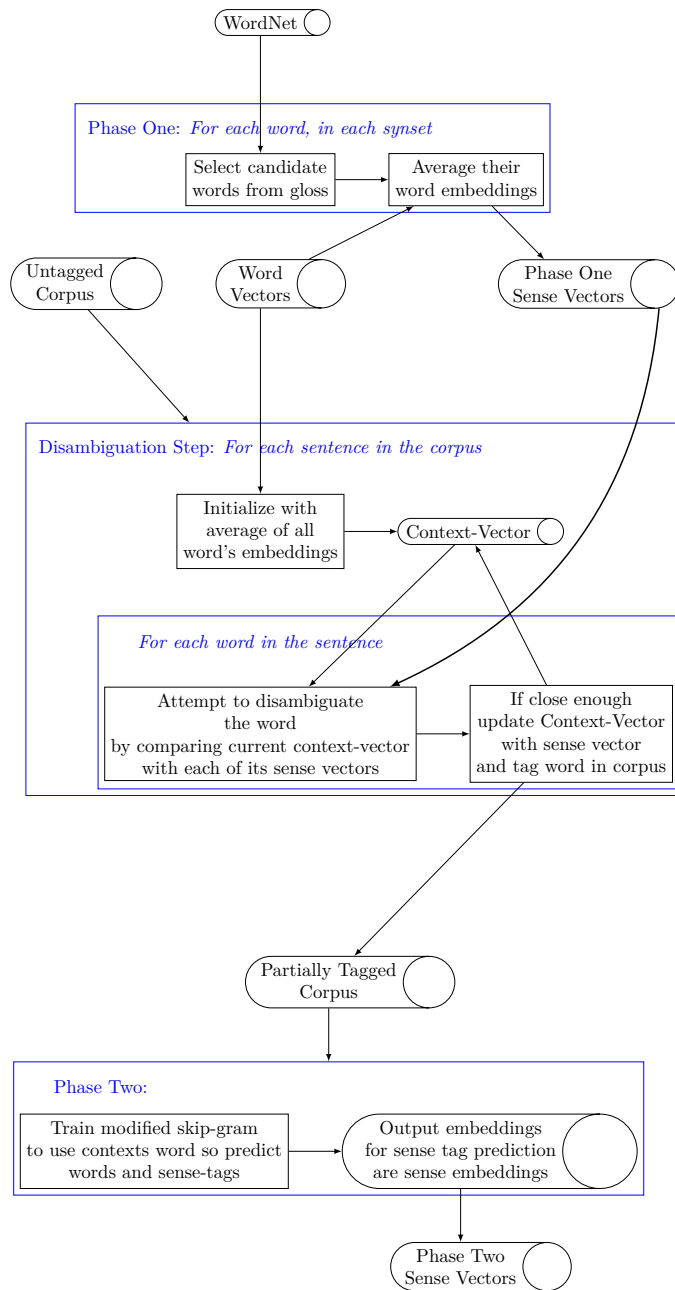 WordNet
Phase One: For each word, in each synset
Select candidate
words from gloss
Average their
word embeddings
Untagged
Corpus
Word
Vectors
Phase One
Sense Vectors
Disambiguation Step: For each sentence in the corpus
Initialize with
average of all
word's embeddings
Context-Vector
For each word in the sentence
Attempt to disambiguate
the word
by comparing current context-vector
with each of its sense vectors
If close enough
update Context-Vector
with sense vector
and tag word in corpus
Partially Tagged
Corpus
Phase Two:
Train modified skip-gram
to use contexts word so predict
words and sense-tags
Output embeddings
for sense tag prediction
are sense embeddings
Phase Two
Sense Vectors